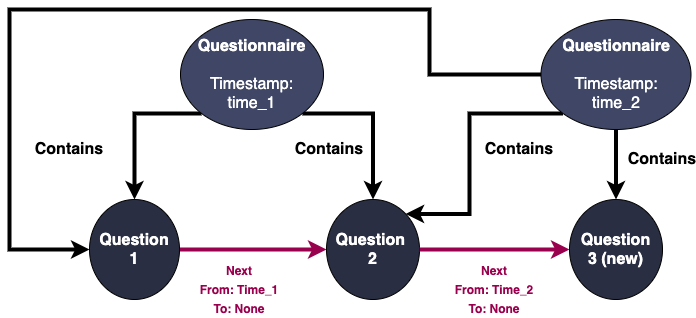 Questionnaire
Timestamp:
time_1
Questionnaire
Timestamp:
time_2
Contains
Contains
Contains
Contains
Question
1
Question
2
Question
3 (new)
Next
From: Time_1
To: None
Next
From: Time_2
To: None